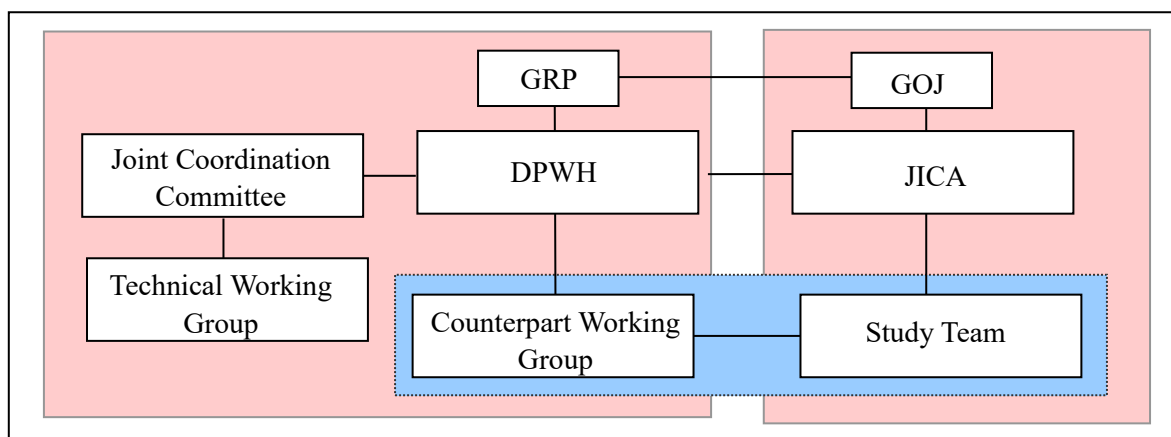 GRP
GOJ
Joint Coordination
Committee
DPWH
JICA
Technical Working
Group
Counterpart Working
Group
Study Team